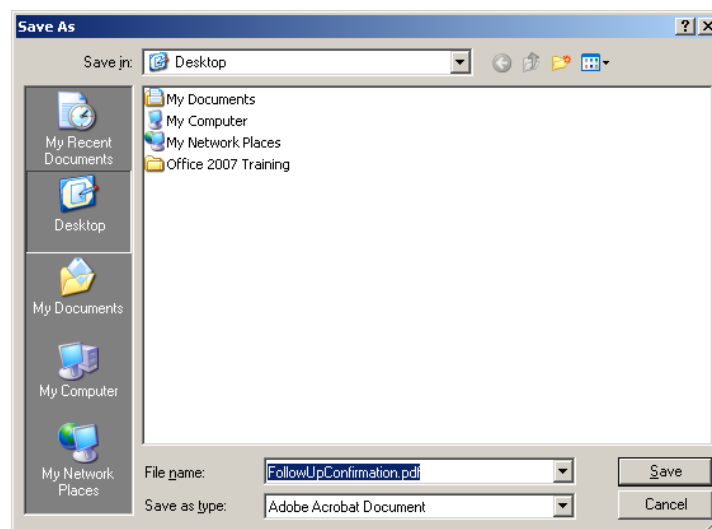 Save As
? X
Save in:
Desktop
My Recent
Documents
Desktop
My Documents
My Computer
My Network
Places
My Documents
My Computer
My Network Places
Office 2007 Training
File name:
FollowUpConfirmation.pdf
Save
Save as type:
Adobe Acrobat Document
Cancel